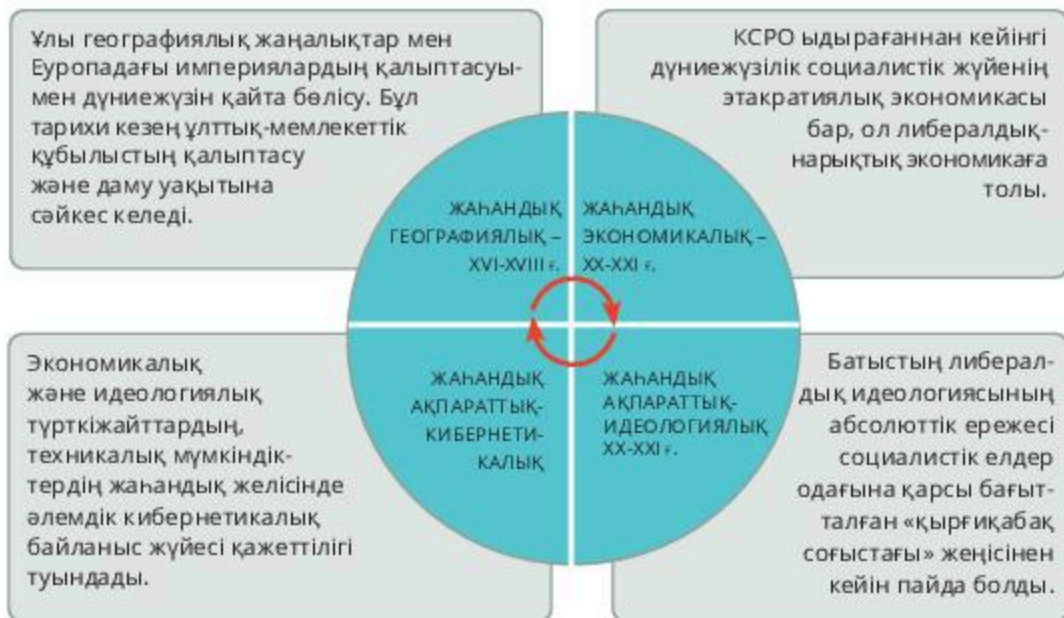 Ұлы географиялық жаңалықтар мен
Еуропадағы империялардың қалыптасуы-
мен дүниежүзін қайта бөлісу. Бұл
тарихи кезең ұлттық-мемлекеттік
құбылыстың қалыптасу
және даму уақытына
сәйкес келеді.
КСРО ыдырағаннан кейінгі
дүниежүзілік социалистік жүйенің
этакратиялық экономикасы
бар, ол либералдық-
нарықтық экономикаға
толы.
ЖАҺАНДЫҚ
ГЕОГРАФИЯЛЫҚ –
XVI-XVIII ғ.
ЖАҺАНДЫҚ
ЭКОНОМИКАЛЫҚ –
XX-XXI ғ.
ЖАҺАНДЫҚ
АҚПАРАТТЫҚ-
КИБЕРНЕТИ-
КАЛЫҚ
ЖАҺАНДЫҚ
АҚПАРАТТЫҚ-
ИДЕОЛОГИЯЛЫҚ
XX-XXI ғ.
Экономикалық
және идеологиялық
түрткіжайттардың,
техникалық мүмкіндік-
тердің жаһандық желісінде
әлемдік кибернетикалық
байланыс жүйесі қажеттілігі
туындады.
Батыстың либерал-
дық идеологиясының
абсолюттік ережесі
социалистік елдер
одағына қарсы бағыт-
талған «қырғиқабақ
соғыстағы» жеңісінен
кейін пайда болды.